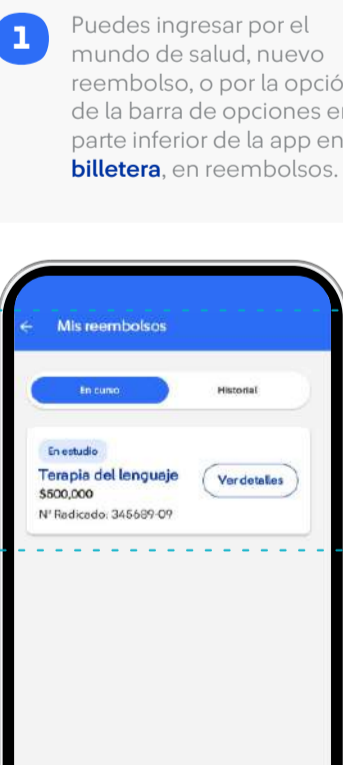 1
Puedes ingresar por el
mundo de salud, nuevo
reembolso, o por la opció
de la barra de opciones e
parte inferior de la app en
billetera, en reembolsos.
← Mis reembolsos
En curso
Historial
En estudio
Terapia del lenguaje
$500,000
Ver detalles
N° Radicado: 345689-09